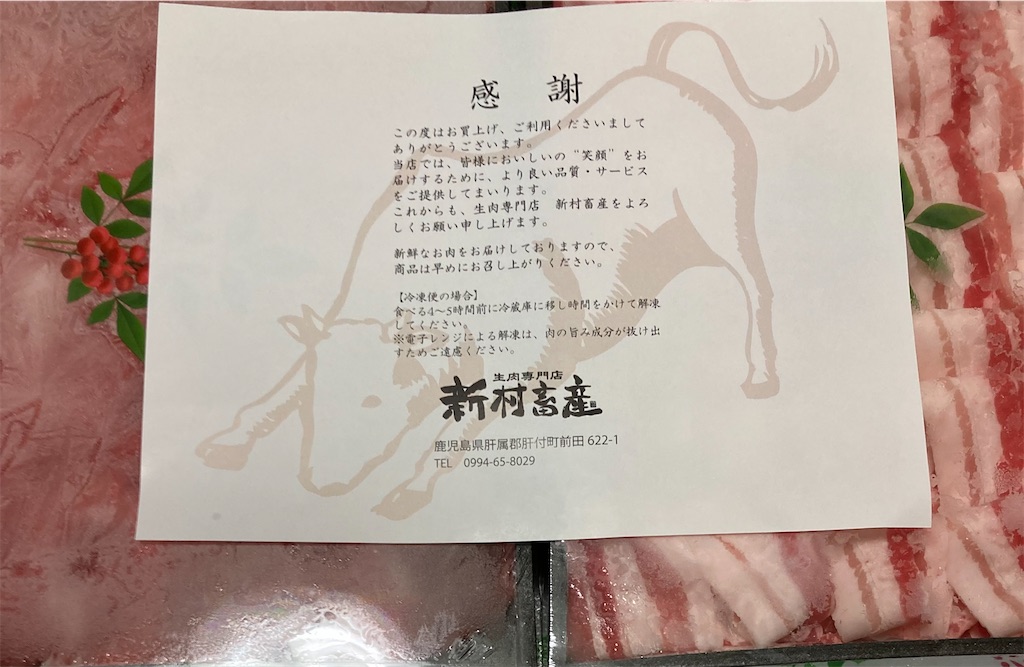 感 謝
この度はお買上げ、ご利用くださいまして
ありがとうございます。
当店では、皆様においしいの“笑顔”をお
届けするために、より良い品質・サービス
をご提供してまいります。
これからも、生肉専門店　新村畜産をよろ
しくお願い申し上げます。
新鮮なお肉をお届けしておりますので、
商品は早めにお召し上がりください。
【冷凍便の場合】
食べる4～5時間前に冷蔵庫に移し時間をかけて解凍
してください。
※電子レンジによる解凍は、肉の旨み成分が抜け出
すためご遠慮ください。
生肉専門店
新村畜産
鹿児島県肝属郡肝付町前田 622-1
TEL　0994-65-8029